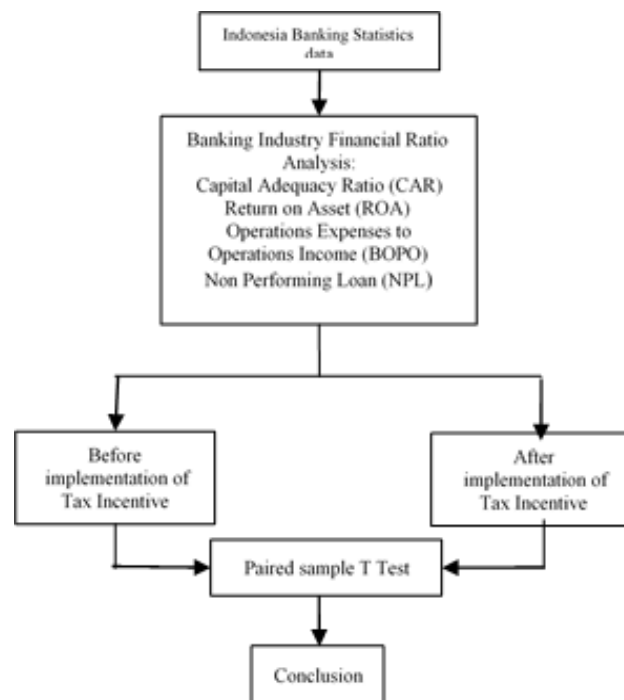 Indonesia Banking Statistics
data
Banking Industry Financial Ratio
Analysis:
Capital Adequacy Ratio (CAR)
Return on Asset (ROA)
Operations Expenses to
Operations Income (BOPO)
Non Performing Loan (NPL)
Before
implementation of
Tax Incentive
After
implementation of
Tax Incentive
Paired sample T Test
Conclusion